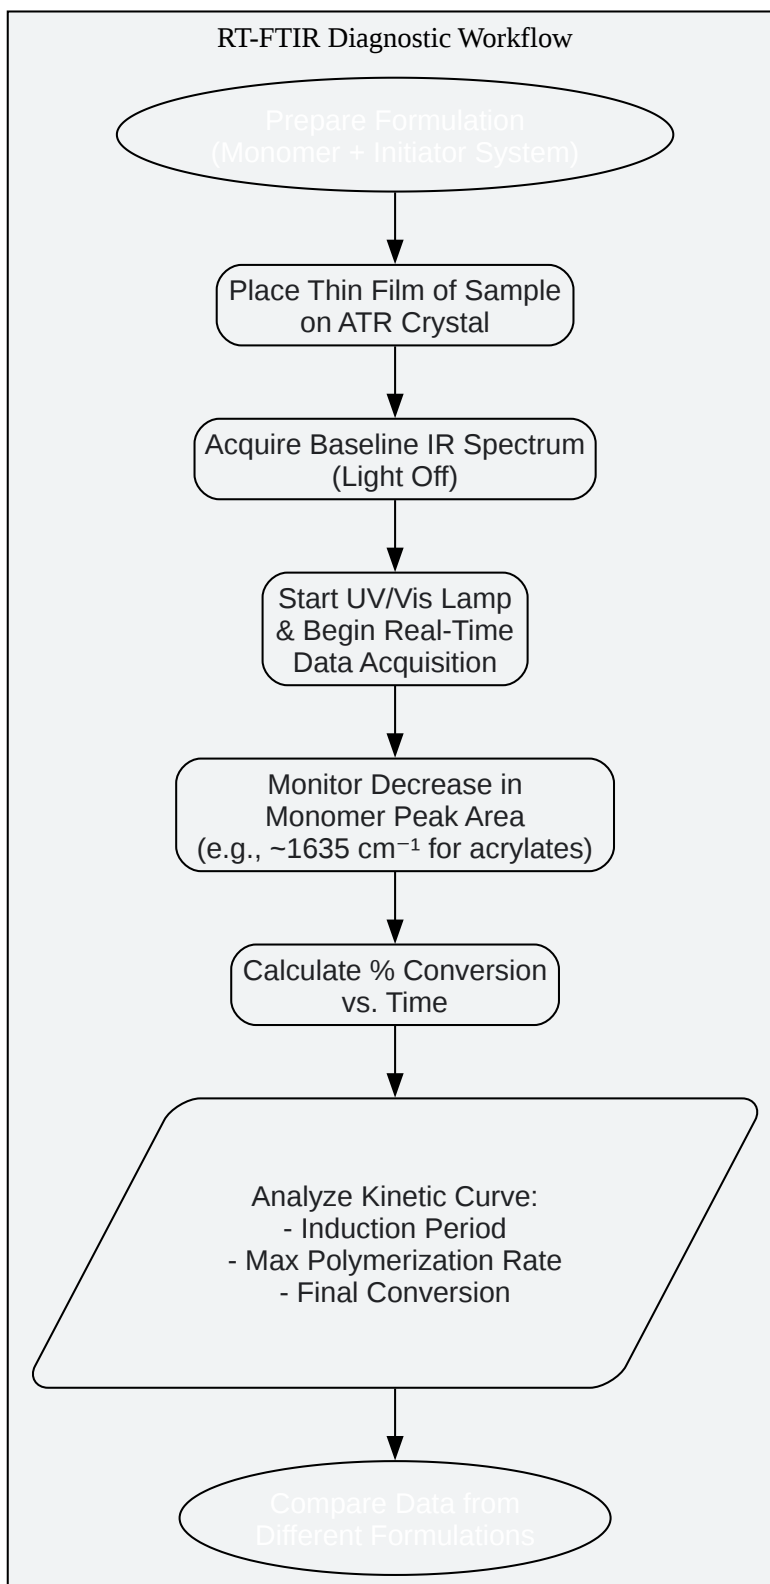 RT-FTIR Diagnostic Workflow
Prepare Formulation
(Monomer + Initiator System)
Place Thin Film of Sample
on ATR Crystal
Acquire Baseline IR Spectrum
(Light Off)
Start UV/Vis Lamp
& Begin Real-Time
Data Acquisition
Monitor Decrease in
Monomer Peak Area
(e.g., ~1635 cm⁻¹ for acrylates)
Calculate % Conversion
vs. Time
Analyze Kinetic Curve:
- Induction Period
- Max Polymerization Rate
- Final Conversion
Compare Data from
Different Formulations